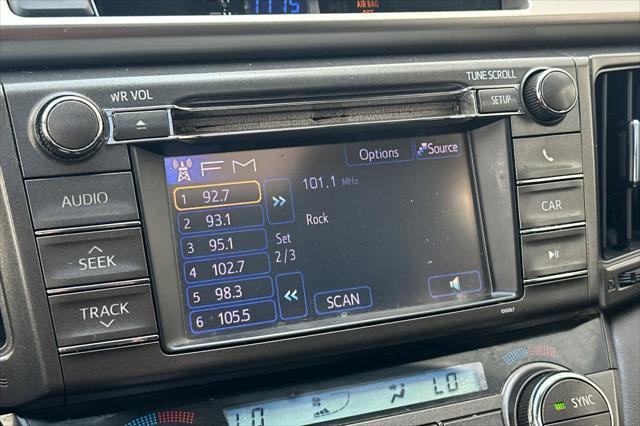 AIR BAG
OFF
PWR VOL
TUNE SCROLL
SETUP
AUDIO
SEEK
TRACK
FM
Options
Source
101.1 MHz
Rock
1 92.7
2 93.1
3 95.1
4 102.7
5 98.3
6 105.5
Set
2/3
SCAN
CAR
100067
LO
LO
SYNC